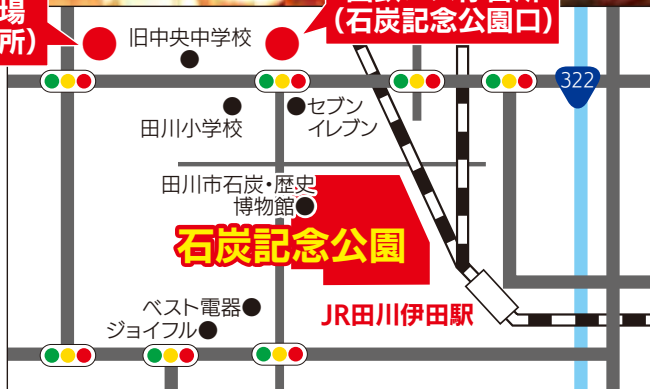 場
所）
（石炭記念公園口）
旧中央中学校
322
田川小学校
セブン
イレブン
田川市石炭・歴史
博物館
石炭記念公園
ベスト電器
ジョイフル
JR田川伊田駅